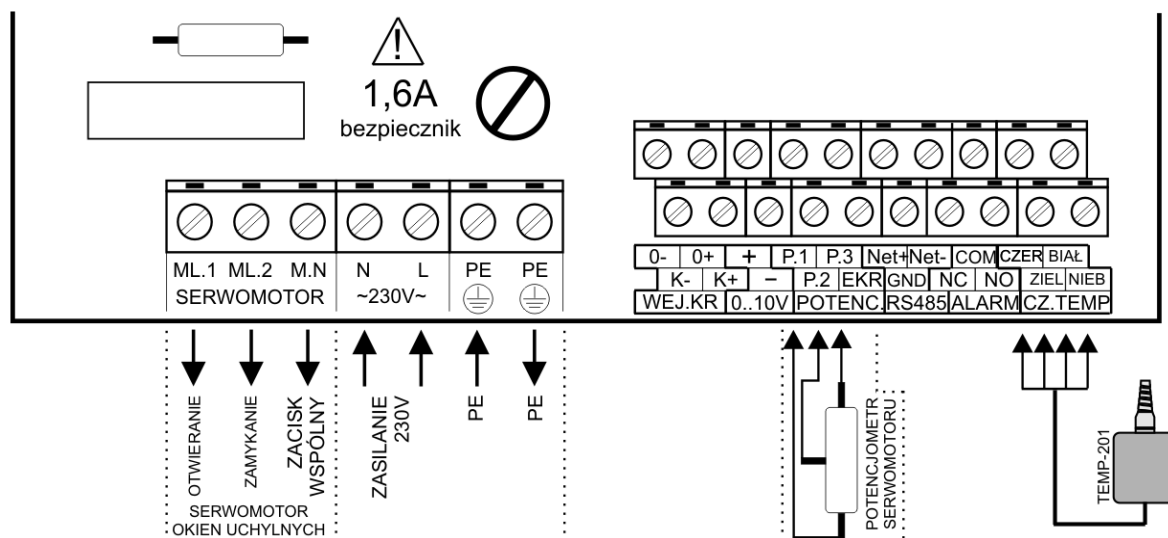 1,6A
bezpiecznik
ML.1 ML.2 M.N N L PE PE
SERWOMOTOR ~230V~
0- 0+ + P.1 P.3 Net+ Net- COM CZER BIAŁ
K- K+ − P.2 EKR GND NC NO ZIEL NIEB
WEJ.KR 0..10V POTENC. RS485 ALARM CZ.TEMP
OTWIERANIE
ZAMYKANIE
ZACISK
WSPÓLNY
ZASILANIE
230V
PE
PE
SERWOMOTOR
OKIEN UCHYLNYCH
POTENCJOMETR
SERWOMOTORU
TEMP-201